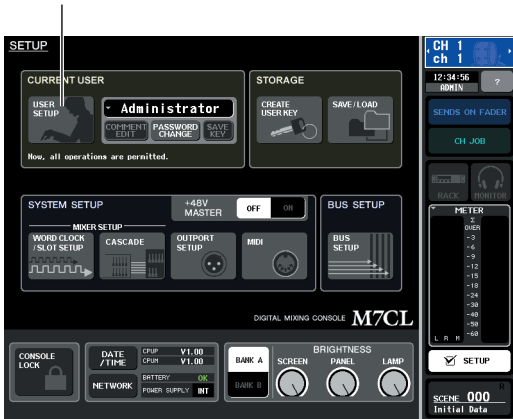 SETUP
CH 1
ch 1
12:34:56
ADMIN
?
CURRENT USER
STORAGE
USER
SETUP
Administrator
COMMENT
EDIT
PASSWORD
CHANGE
SAVE
KEY
CREATE
USER KEY
SAVE/LOAD
Now, all operations are permitted.
SENDS ON FADER
CH JOB
RACK
MONITOR
SYSTEM SETUP
+48V
MASTER
OFF
ON
BUS SETUP
MIXER SETUP
WORD CLOCK
/SLOT SETUP
CASCADE
OUTPORT
SETUP
MIDI
BUS
SETUP
METER
Σ
OVER
-3
-6
-9
-12
-15
-18
-24
-30
-40
-50
-60
L R M
DIGITAL MIXING CONSOLE M7CL
SETUP
CONSOLE
LOCK
DATE
/TIME
CPUP V1.00
CPUM V1.00
NETWORK
BATTERY OK
POWER SUPPLY INT
BANK A
BANK B
BRIGHTNESS
SCREEN
PANEL
LAMP
R
SCENE 000
Initial Data